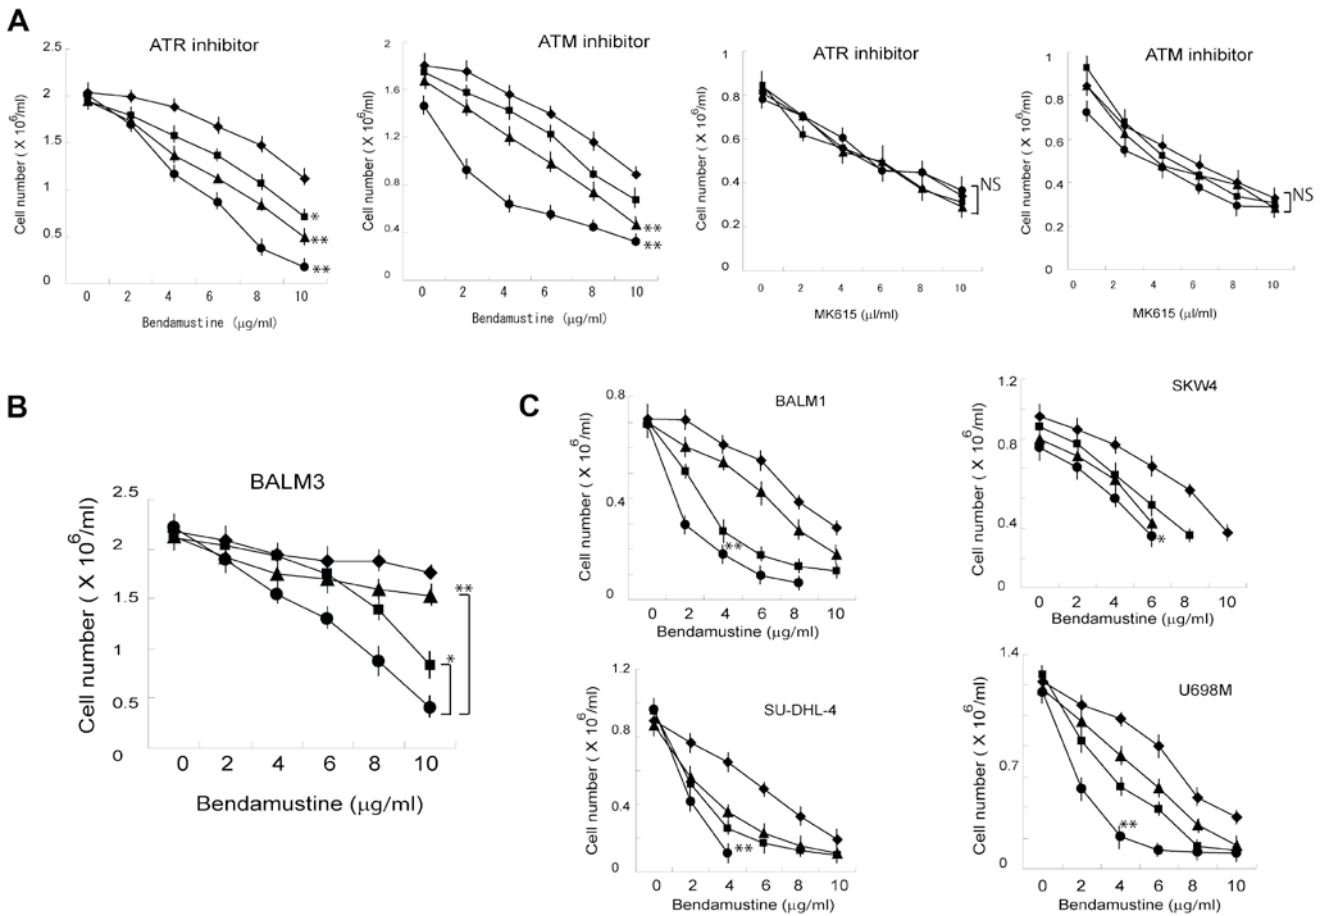 A
ATR inhibitor
2.5
2
1.5
1
0.5
0
Cell number ( X 10⁶/ml)
0 2 4 6 8 10
Bendamustine (μg/ml)
*
**
**
ATM inhibitor
2
1.6
1.2
0.8
0.4
0
Cell number ( X 10⁶/ml)
0 2 4 6 8 10
Bendamustine (μg/ml)
**
**
ATR inhibitor
1
0.8
0.6
0.4
0.2
0
Cell number ( X 10⁶/ml)
0 2 4 6 8 10
MK615 (μl/ml)
NS
ATM inhibitor
1
0.8
0.6
0.4
0.2
0
Cell number ( X 10⁶/ml)
0 2 4 6 8 10
MK615 (μl/ml)
NS
B
BALM3
2.5
2
1.5
1
0.5
0
Cell number ( X 10⁶/ml)
0 2 4 6 8 10
Bendamustine (μg/ml)
**
*
C
BALM1
0.8
0.4
0
Cell number ( X 10⁶/ml)
0 2 4 6 8 10
Bendamustine (μg/ml)
**
SKW4
1.2
0.8
0.4
0
Cell number ( X 10⁶/ml)
0 2 4 6 8 10
Bendamustine (μg/ml)
*
SU-DHL-4
1.2
0.8
0.4
0
Cell number ( X 10⁶/ml)
0 2 4 6 8 10
Bendamustine (μg/ml)
**
U698M
1.4
0.7
0
Cell number ( X 10⁶/ml)
0 2 4 6 8 10
Bendamustine (μg/ml)
**